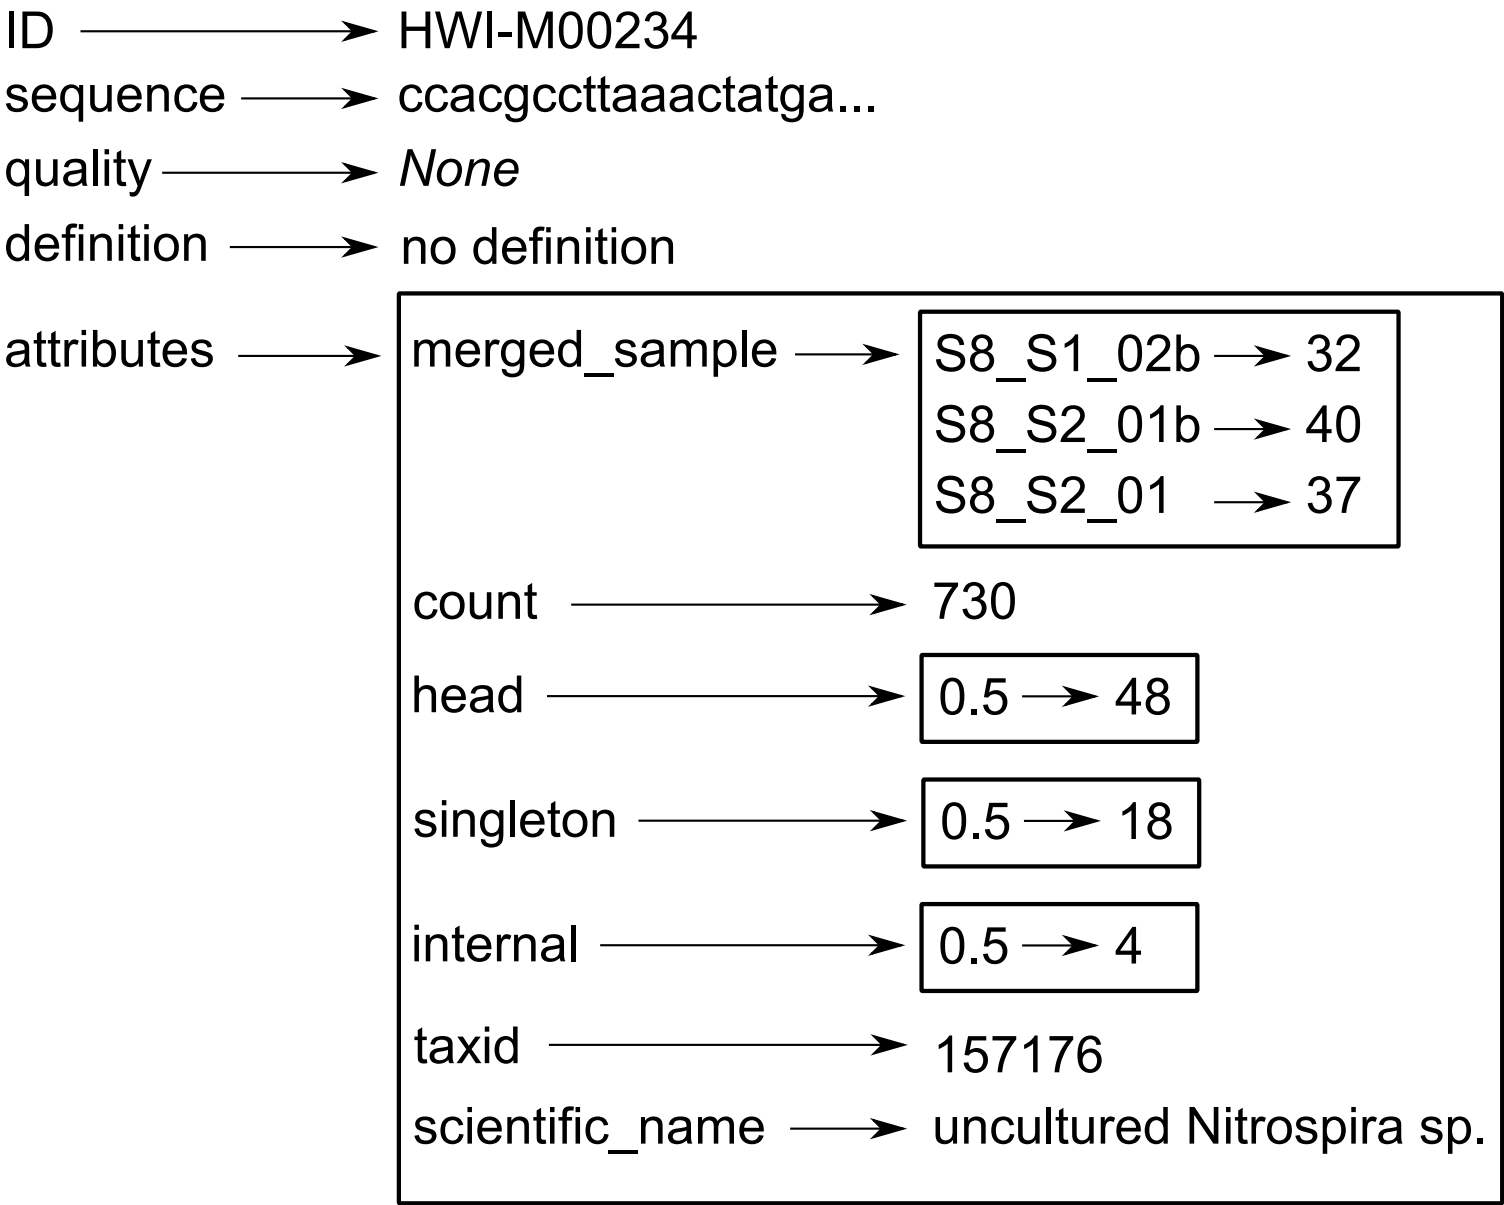 ID HWI-M00234
sequence ccacgccttaaactatga...
quality None
definition no definition
attributes merged_sample S8_S1_02b 32
S8_S2_01b 40
S8_S2_01 37
count 730
head 0.5 48
singleton 0.5 18
internal 0.5 4
taxid 157176
scientific_name uncultured Nitrospira sp.